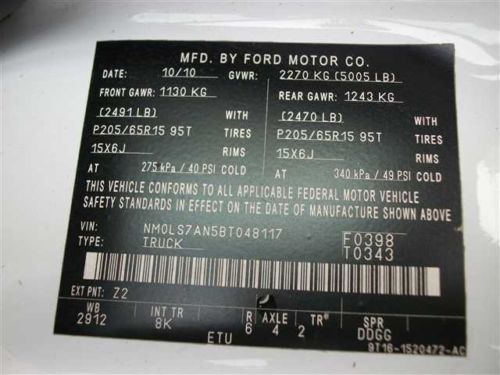 MFD. BY FORD MOTOR CO.
DATE: 10/10 GVWR: 2270 KG (5005 LB)
FRONT GAWR: 1130 KG REAR GAWR: 1243 KG
(2491 LB) WITH (2470 LB) WITH
P205/65R15 95T TIRES P205/65R15 95T TIRES
15X6J RIMS 15X6J RIMS
AT 275 kPa / 40 PSI COLD AT 340 kPa / 49 PSI COLD
THIS VEHICLE CONFORMS TO ALL APPLICABLE FEDERAL MOTOR VEHICLE
SAFETY STANDARDS IN EFFECT ON THE DATE OF MANUFACTURE SHOWN ABOVE
VIN: NM0LS7AN5BT048117 F0398
TYPE: TRUCK T0343
EXT PNT: Z2
WB INT TR R AXLE TR SPR
2912 8K 6 4 2 DDGG
ETU 9T16-1520472-AC